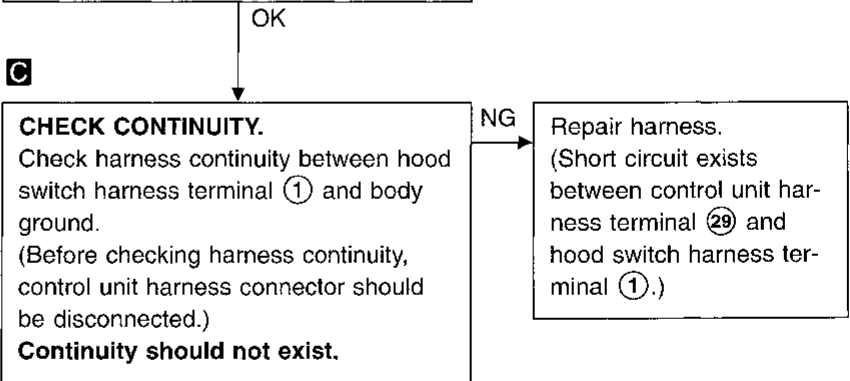 OK
C
CHECK CONTINUITY.
Check harness continuity between hood
switch harness terminal ① and body
ground.
(Before checking harness continuity,
control unit harness connector should
be disconnected.)
Continuity should not exist.
NG
Repair harness.
(Short circuit exists
between control unit har-
ness terminal ㉙ and
hood switch harness ter-
minal ①.)